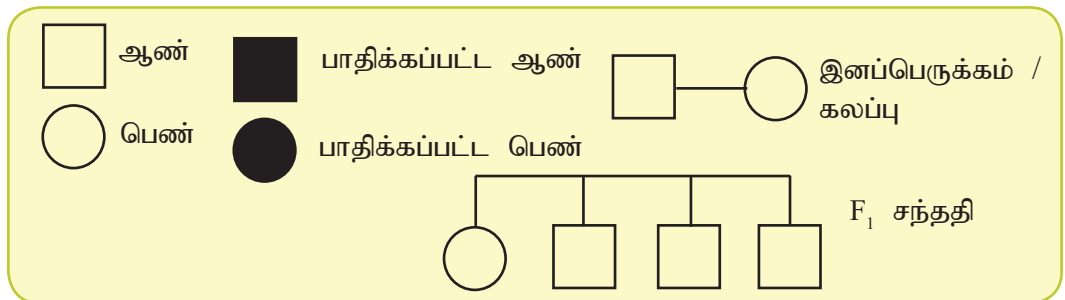 ஆண்
பாதிக்கப்பட்ட ஆண்
இனப்பெருக்கம் /
கலப்பு
பெண்
பாதிக்கப்பட்ட பெண்
F₁ சந்ததி